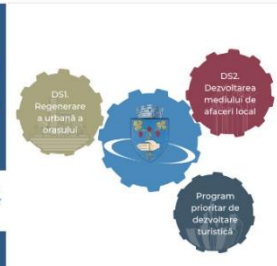 DS1.
Regenerare
a urbană a
orașului
DS2.
Dezvoltarea
mediului de
afaceri local
Program
prioritar de
dezvoltare
turistică